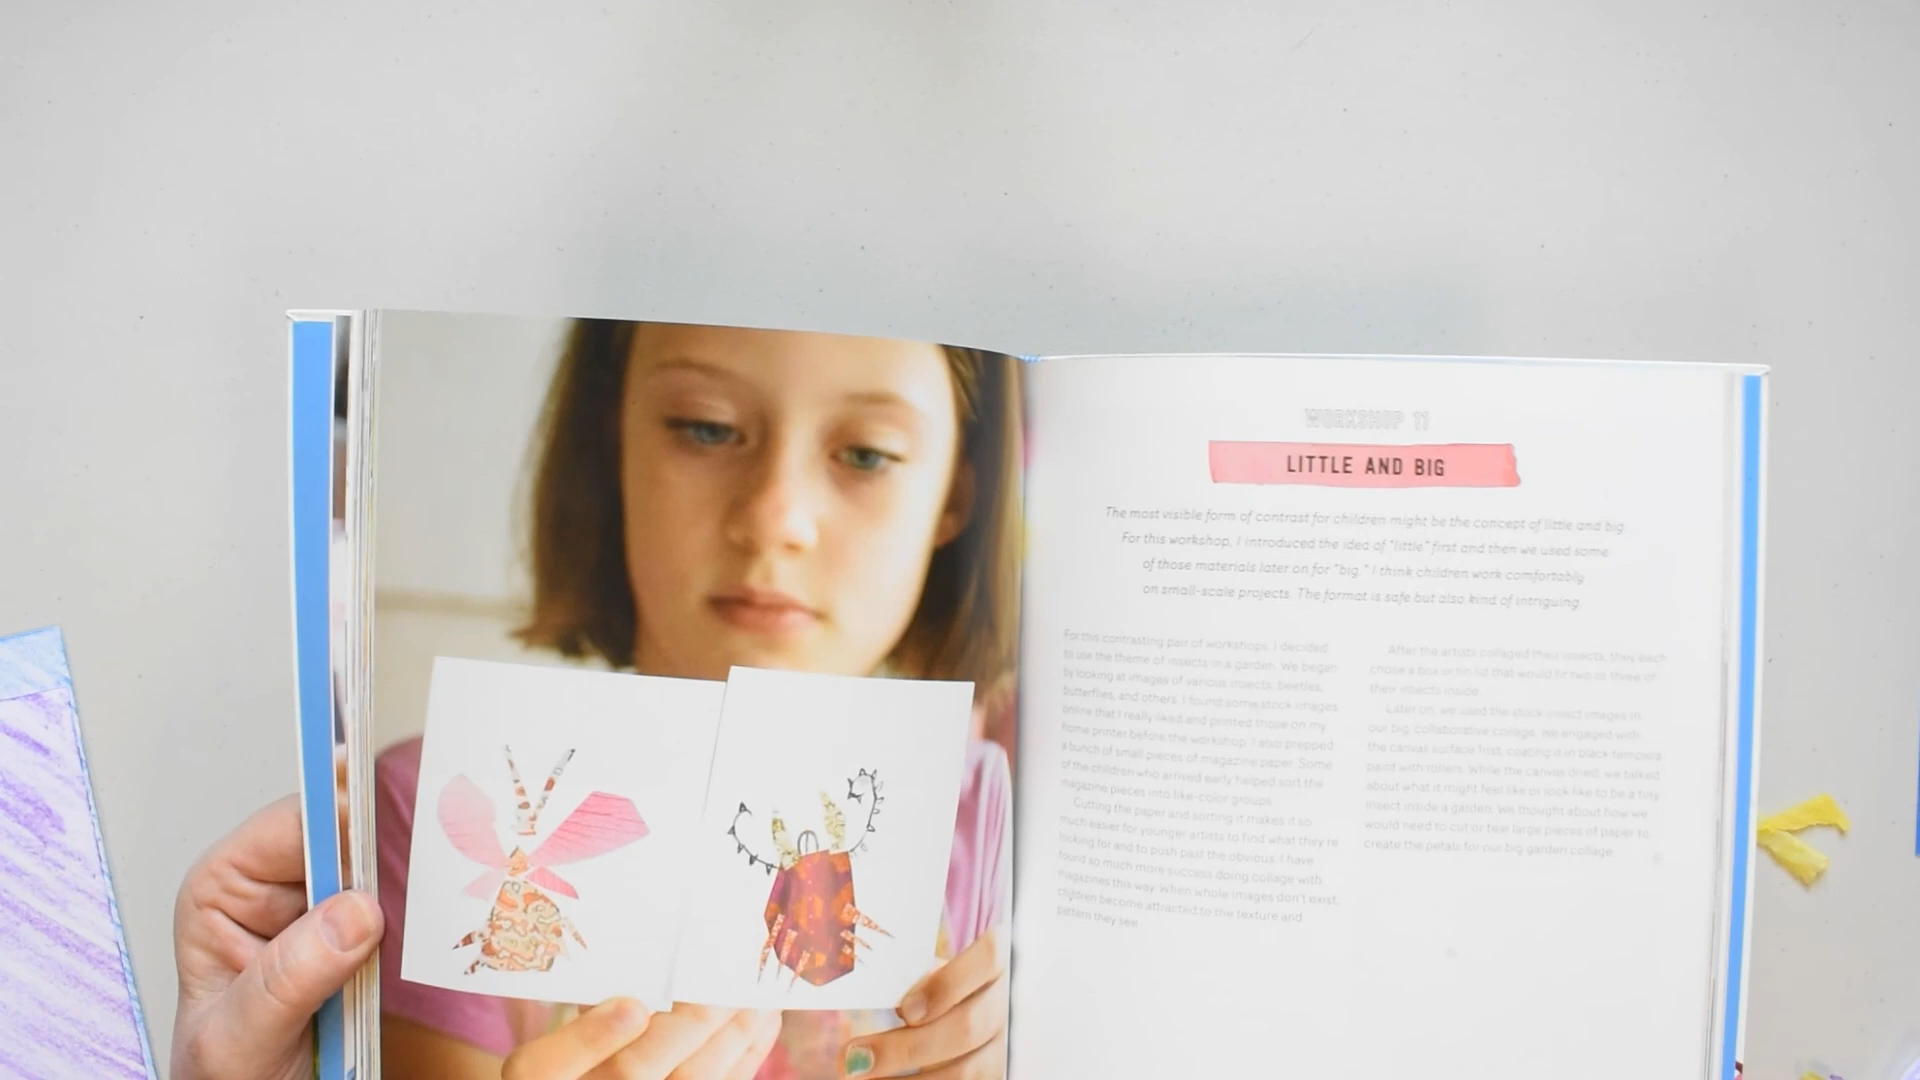 WORKSHOP 11
LITTLE AND BIG
The most visible form of contrast for children might be the concept of little and big.
For this workshop, I introduced the idea of "little" first and then we used some
of those materials later on for "big." I think children work comfortably
on small-scale projects. The format is safe but also kind of intriguing.
For this contrasting pair of workshops, I decided
to use the theme of insects in a garden. We began
by looking at images of various insects, beetles,
butterflies, and others. I found some stock images
online that I really liked and printed those on my
home printer before the workshop. I also prepped
a bunch of small pieces of magazine paper. Some
of the children who arrived early helped sort the
magazine pieces into like-color groups.
Cutting the paper and sorting it makes it so
much easier for younger artists to find what they're
looking for and to push past the obvious. I have
found so much more success doing collage with
magazines this way. When whole images don't exist,
children become attracted to the texture and
pattern they see.
After the artists collaged their insects, they each
chose a box or tin lid that would fit two or three of
their insects inside.
Later on, we used the stock insect images in
our big, collaborative collage. We engaged with
the canvas surface first, coating it in black tempera
paint with rollers. While the canvas dried, we talked
about what it might feel like or look like to be a tiny
insect inside a garden. We thought about how we
would need to cut or tear large pieces of paper to
create the petals for our big garden collage.